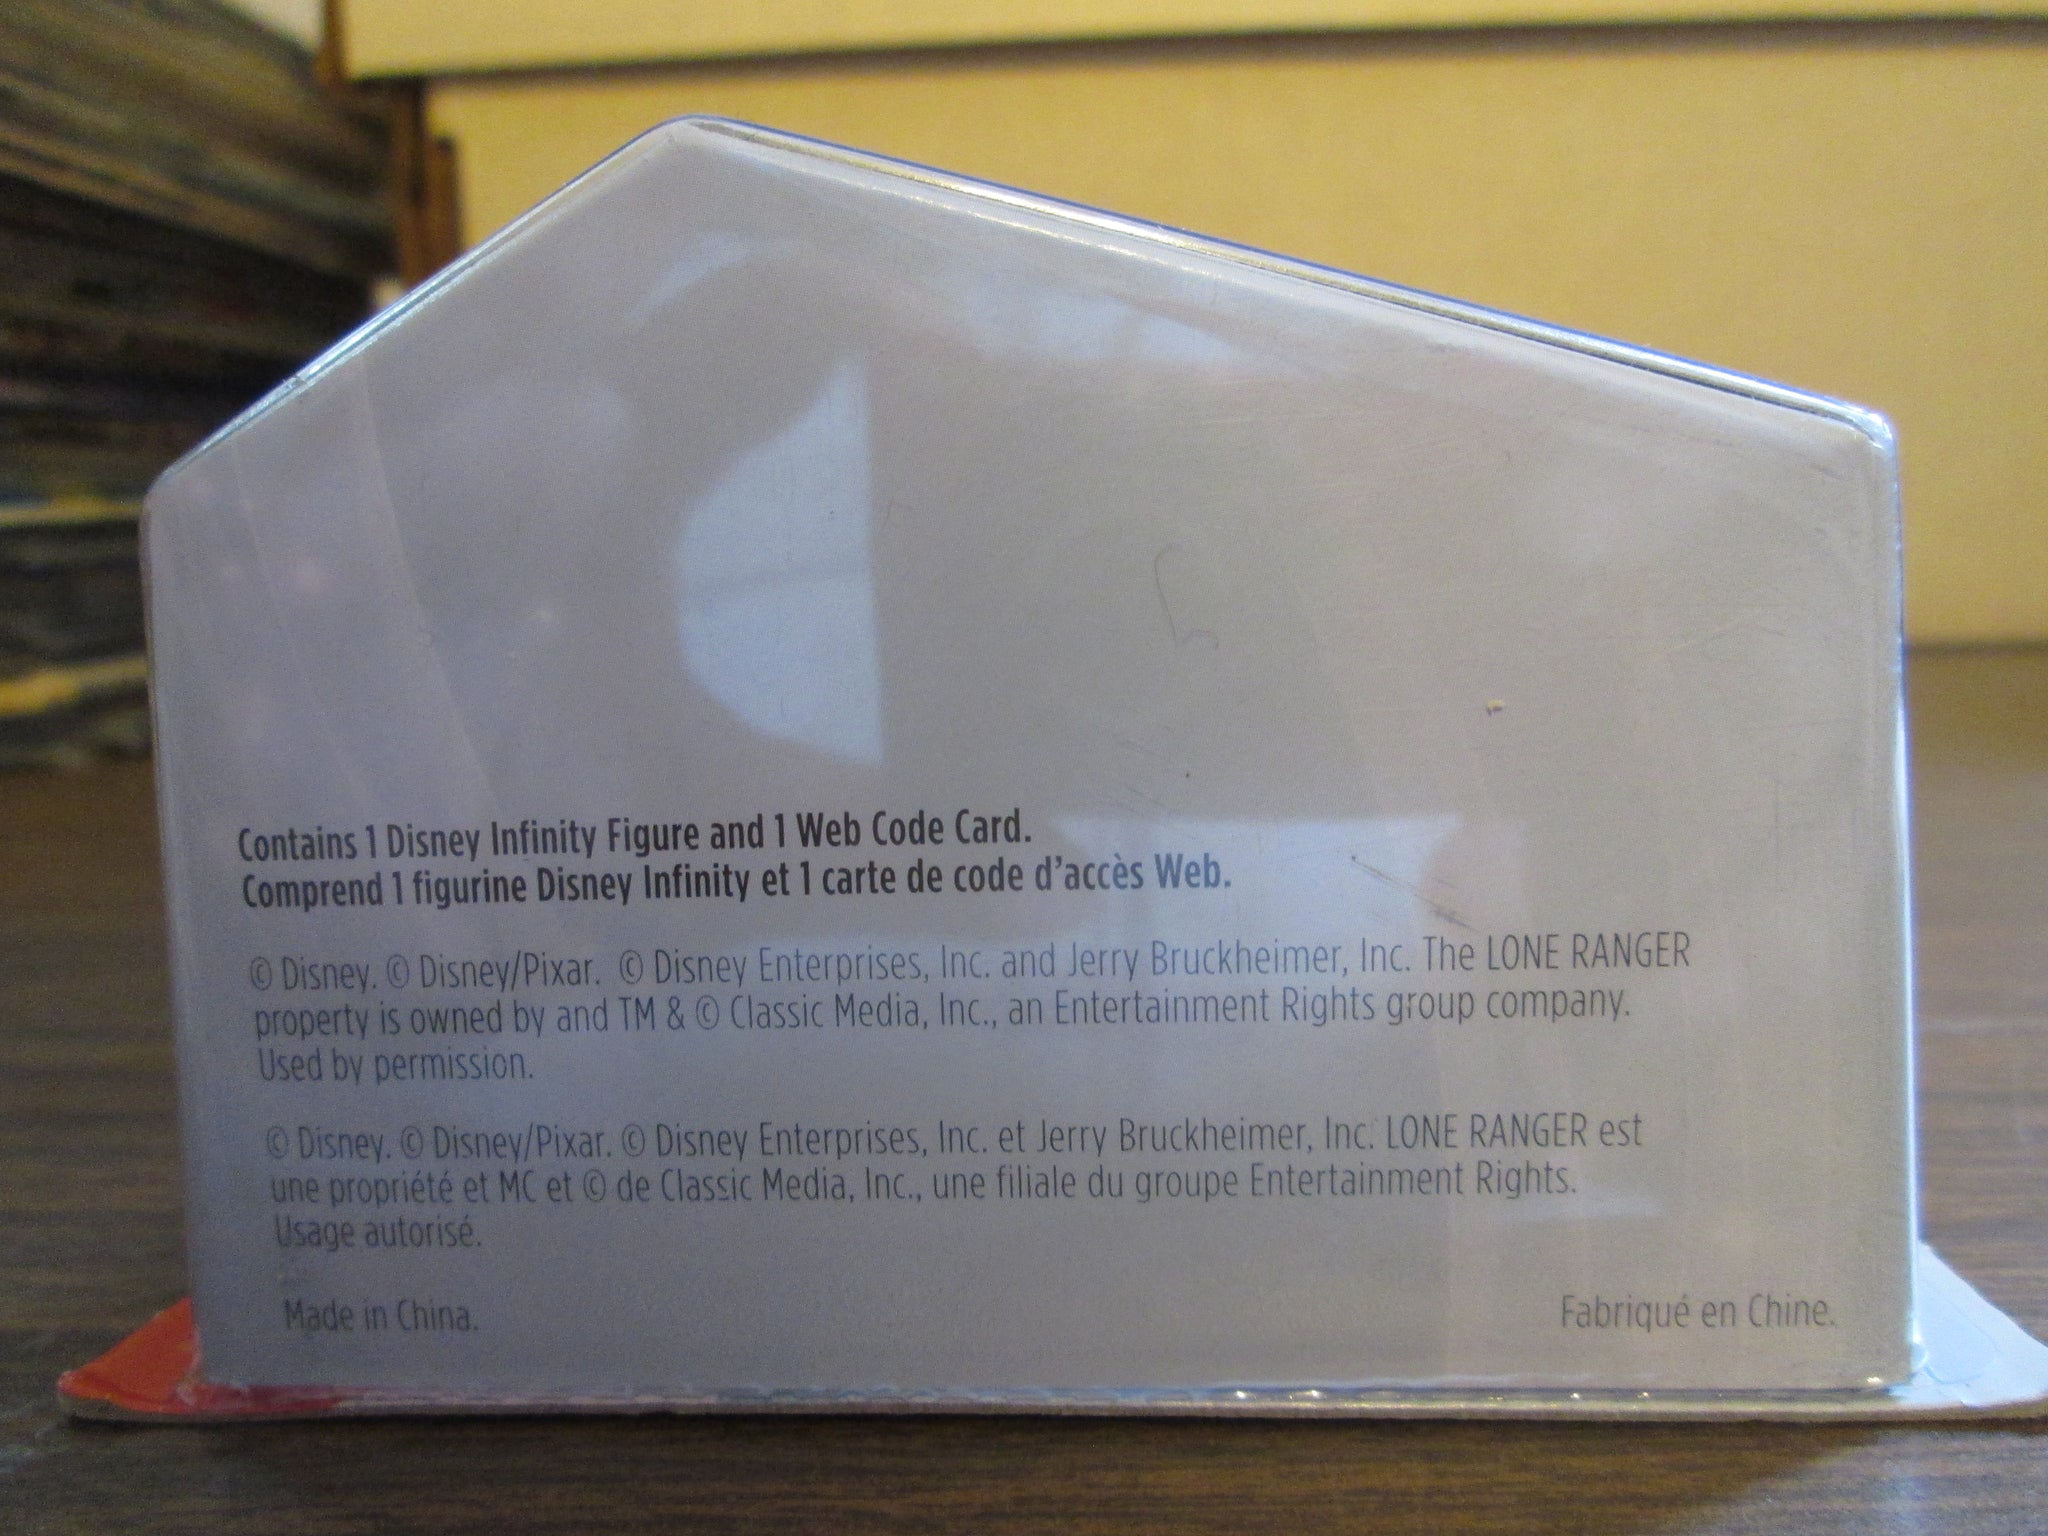 Contains 1 Disney Infinity Figure and 1 Web Code Card.
Comprend 1 figurine Disney Infinity et 1 carte de code d'accès Web.
© Disney. © Disney/Pixar. © Disney Enterprises, Inc. and Jerry Bruckheimer, Inc. The LONE RANGER
property is owned by and TM & © Classic Media, Inc., an Entertainment Rights group company.
Used by permission.
© Disney. © Disney/Pixar. © Disney Enterprises, Inc. et Jerry Bruckheimer, Inc. LONE RANGER est
une propriété et MC et © de Classic Media, Inc., une filiale du groupe Entertainment Rights.
Usage autorisé.
Made in China.
Fabriqué en Chine.